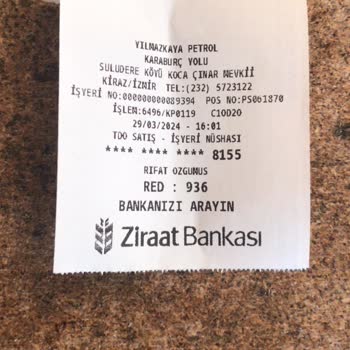 YILMAZKAYA PETROL
KARABURÇ YOLU
SULUDERE KÖYÜ KOCA ÇINAR MEVKİİ
KİRAZ/İZMİR TEL:(232) 5723122
İŞYERİ NO:000000000089394 POS NO:PS061870
İŞLEM:6496/KP0119 C10D20
29/03/2024 - 16:01
TDO SATIŞ - İŞYERİ NÜSHASI
**** **** **** 8155
RIFAT OZGUNUS
RED : 936
BANKANIZI ARAYIN
Ziraat Bankası